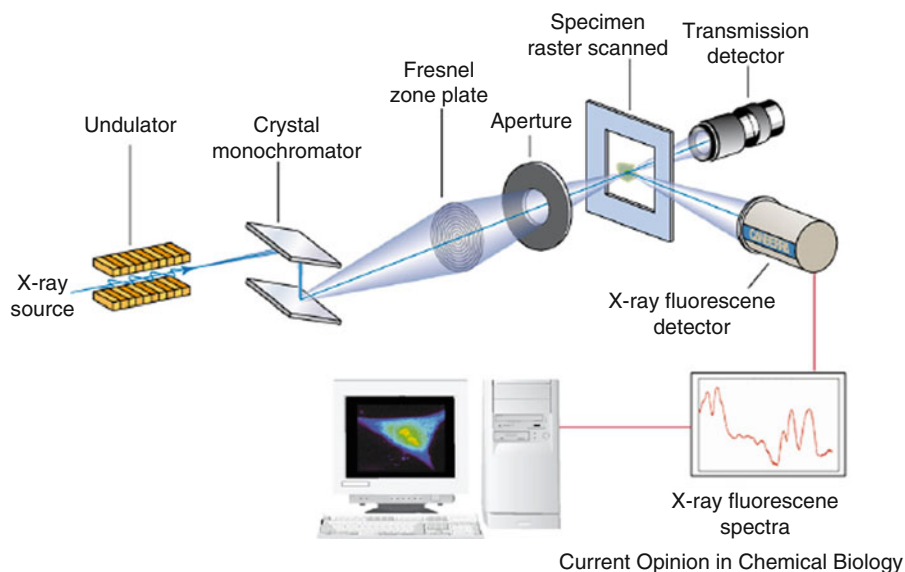 Undulator
Crystal
monochromator
Fresnel
zone plate
Aperture
Specimen
raster scanned
Transmission
detector
X-ray
source
X-ray fluorescene
detector
X-ray fluorescene
spectra
Current Opinion in Chemical Biology